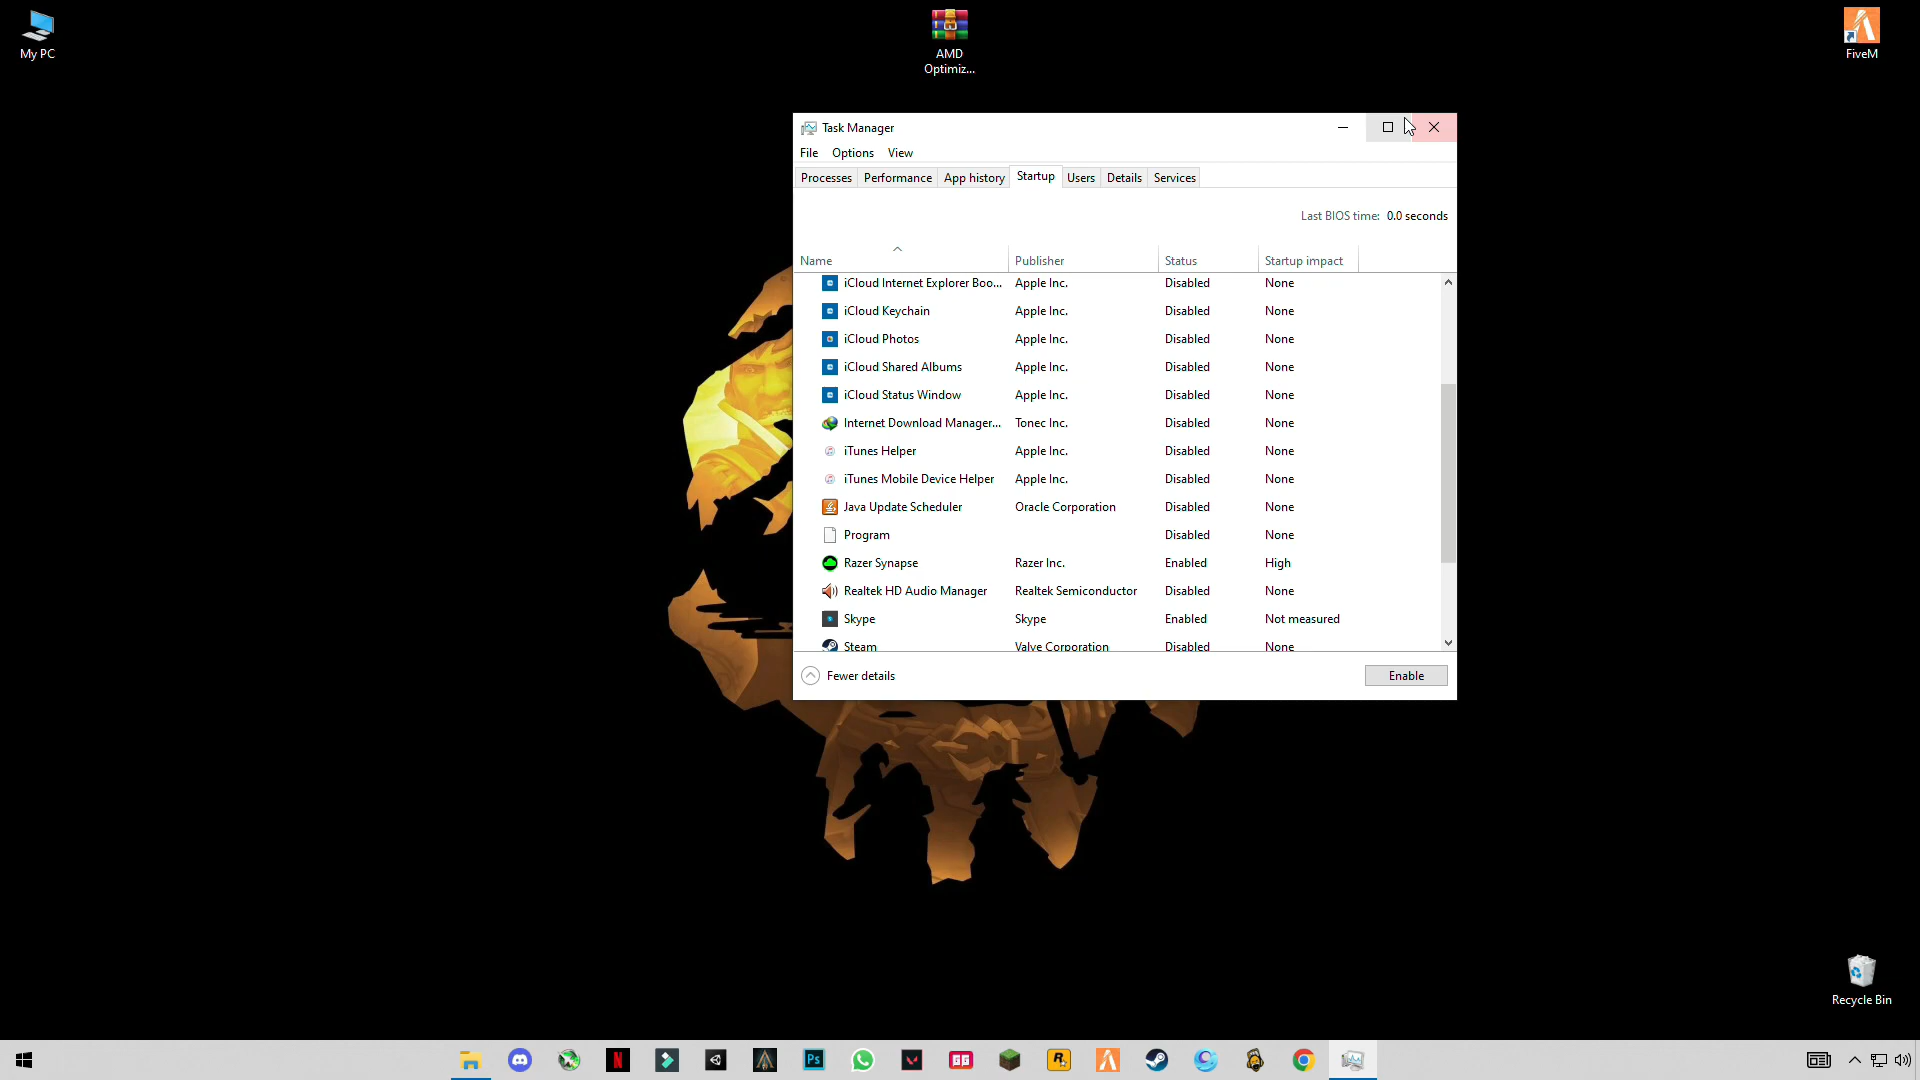 My PC
AMD
Optimiz...
FiveM
Task Manager
File Options View
Processes Performance App history Startup Users Details Services
Last BIOS time: 0.0 seconds
Name Publisher Status Startup impact
iCloud Internet Explorer Boo... Apple Inc. Disabled None
iCloud Keychain Apple Inc. Disabled None
iCloud Photos Apple Inc. Disabled None
iCloud Shared Albums Apple Inc. Disabled None
iCloud Status Window Apple Inc. Disabled None
Internet Download Manager... Tonec Inc. Disabled None
iTunes Helper Apple Inc. Disabled None
iTunes Mobile Device Helper Apple Inc. Disabled None
Java Update Scheduler Oracle Corporation Disabled None
Program Disabled None
Razer Synapse Razer Inc. Enabled High
Realtek HD Audio Manager Realtek Semiconductor Disabled None
Skype Skype Enabled Not measured
Steam Valve Corporation Disabled None
Fewer details Enable
Recycle Bin
N Ps GG R